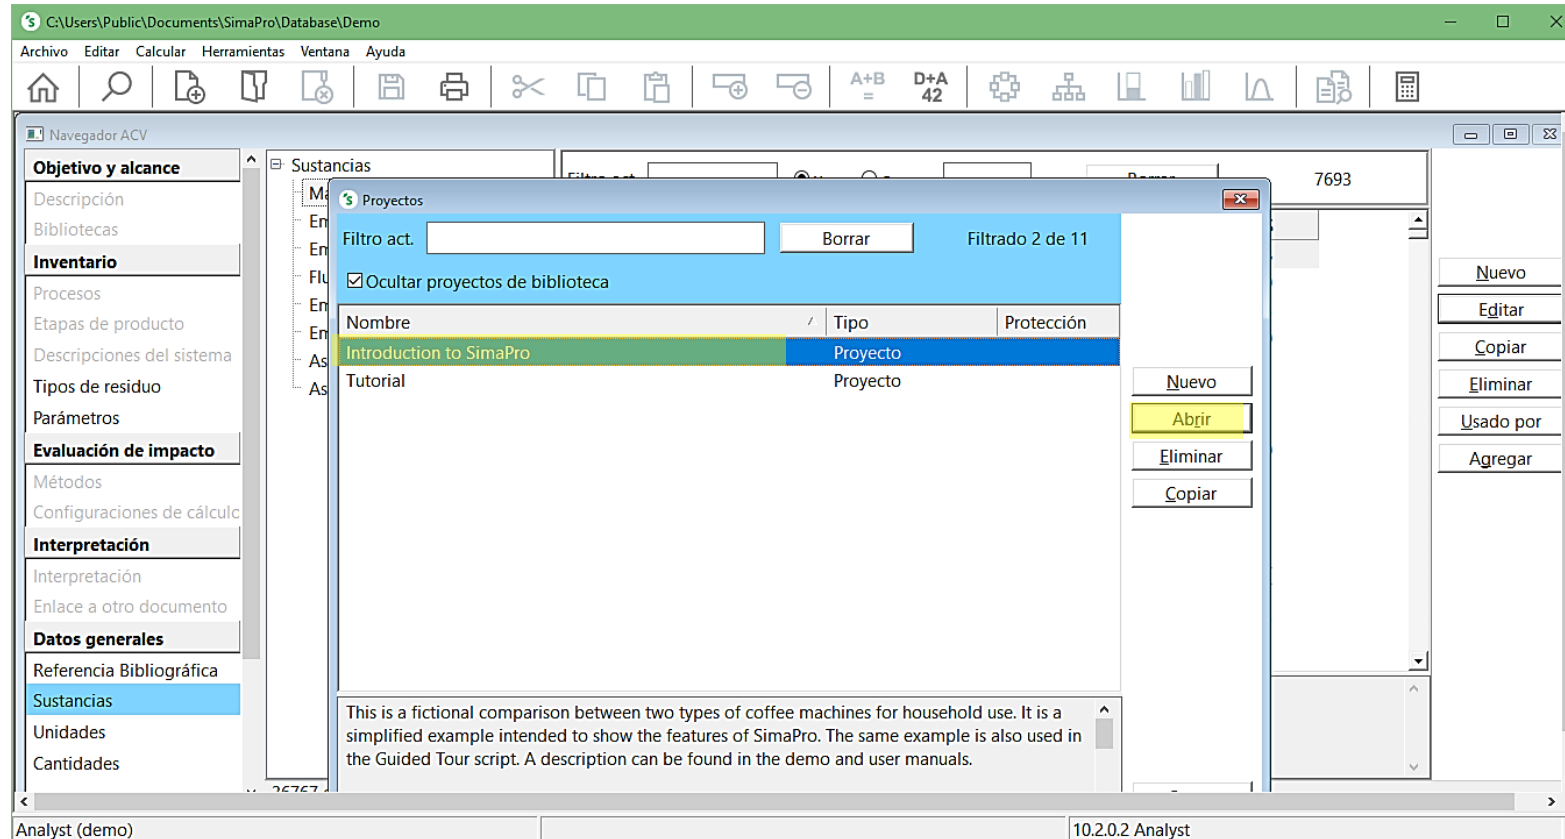 C:\Users\Public\Documents\SimaPro\Database\Demo
Archivo Editar Calcular Herramientas Ventana Ayuda
A+B
=
D+A
42
Navegador ACV
Objetivo y alcance
Descripción
Bibliotecas
Inventario
Procesos
Etapas de producto
Descripciones del sistema
Tipos de residuo
Parámetros
Evaluación de impacto
Métodos
Configuraciones de cálculo
Interpretación
Interpretación
Enlace a otro documento
Datos generales
Referencia Bibliográfica
Sustancias
Unidades
Cantidades
Sustancias
Filtro act.
Borrar
7693
Proyectos
Filtro act.
Borrar
Filtrado 2 de 11
Ocultar proyectos de biblioteca
Nombre Tipo Protección
Introduction to SimaPro Proyecto
Tutorial Proyecto
Nuevo
Abrir
Eliminar
Copiar
This is a fictional comparison between two types of coffee machines for household use. It is a
simplified example intended to show the features of SimaPro. The same example is also used in
the Guided Tour script. A description can be found in the demo and user manuals.
Nuevo
Editar
Copiar
Eliminar
Usado por
Agregar
Analyst (demo)
10.2.0.2 Analyst